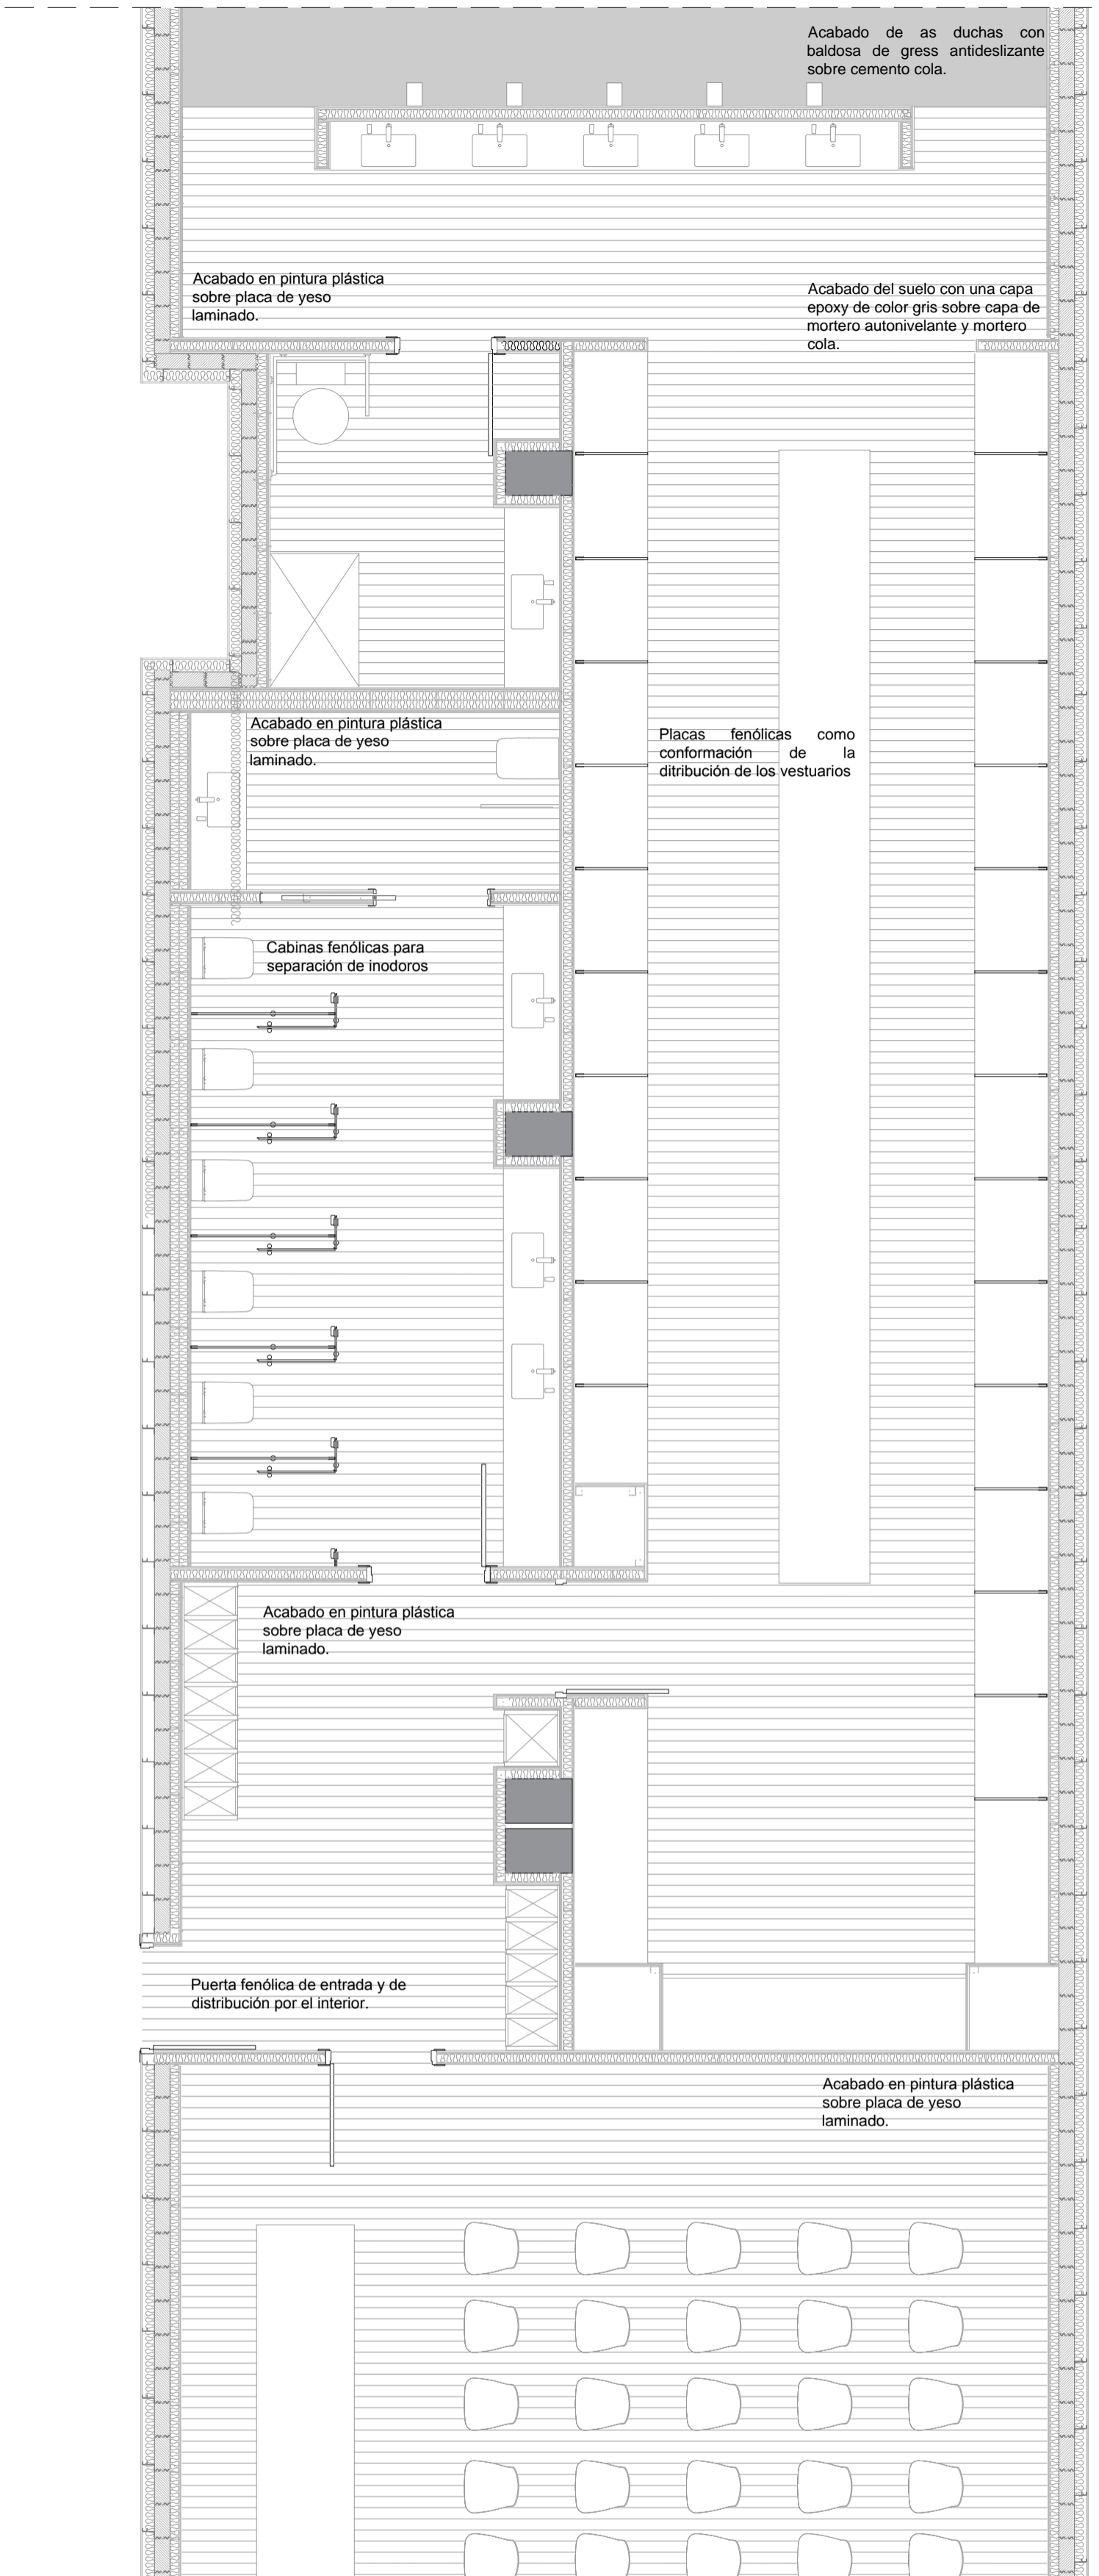 Acabado de as duchas con
baldosa de gress antideslizante
sobre cemento cola.
Acabado en pintura plástica
sobre placa de yeso
laminado.
Acabado del suelo con una capa
epoxy de color gris sobre capa de
mortero autonivelante y mortero
cola.
Acabado en pintura plástica
sobre placa de yeso
laminado.
Placas fenólicas como
conformación de la
ditribución de los vestuarios
Cabinas fenólicas para
separación de inodoros
Acabado en pintura plástica
sobre placa de yeso
laminado.
Puerta fenólica de entrada y de
distribución por el interior.
Acabado en pintura plástica
sobre placa de yeso
laminado.